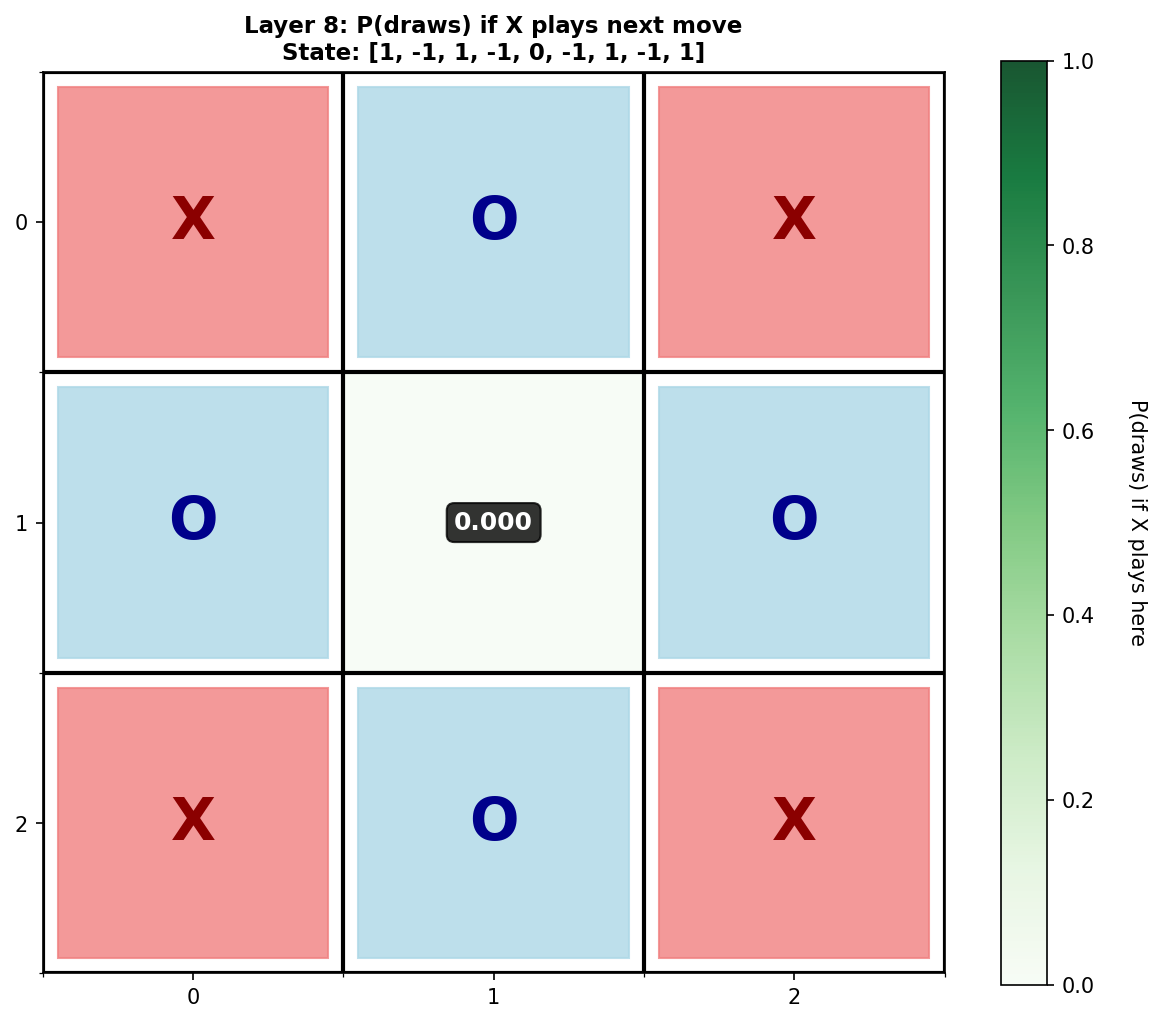 Layer 8: P(draws) if X plays next move
State: [1, -1, 1, -1, 0, -1, 1, -1, 1]
X O X
0
O 0.000 O
1
X O X
2
0 1 2
1.0
0.8
0.6
0.4
0.2
0.0
P(draws) if X plays here